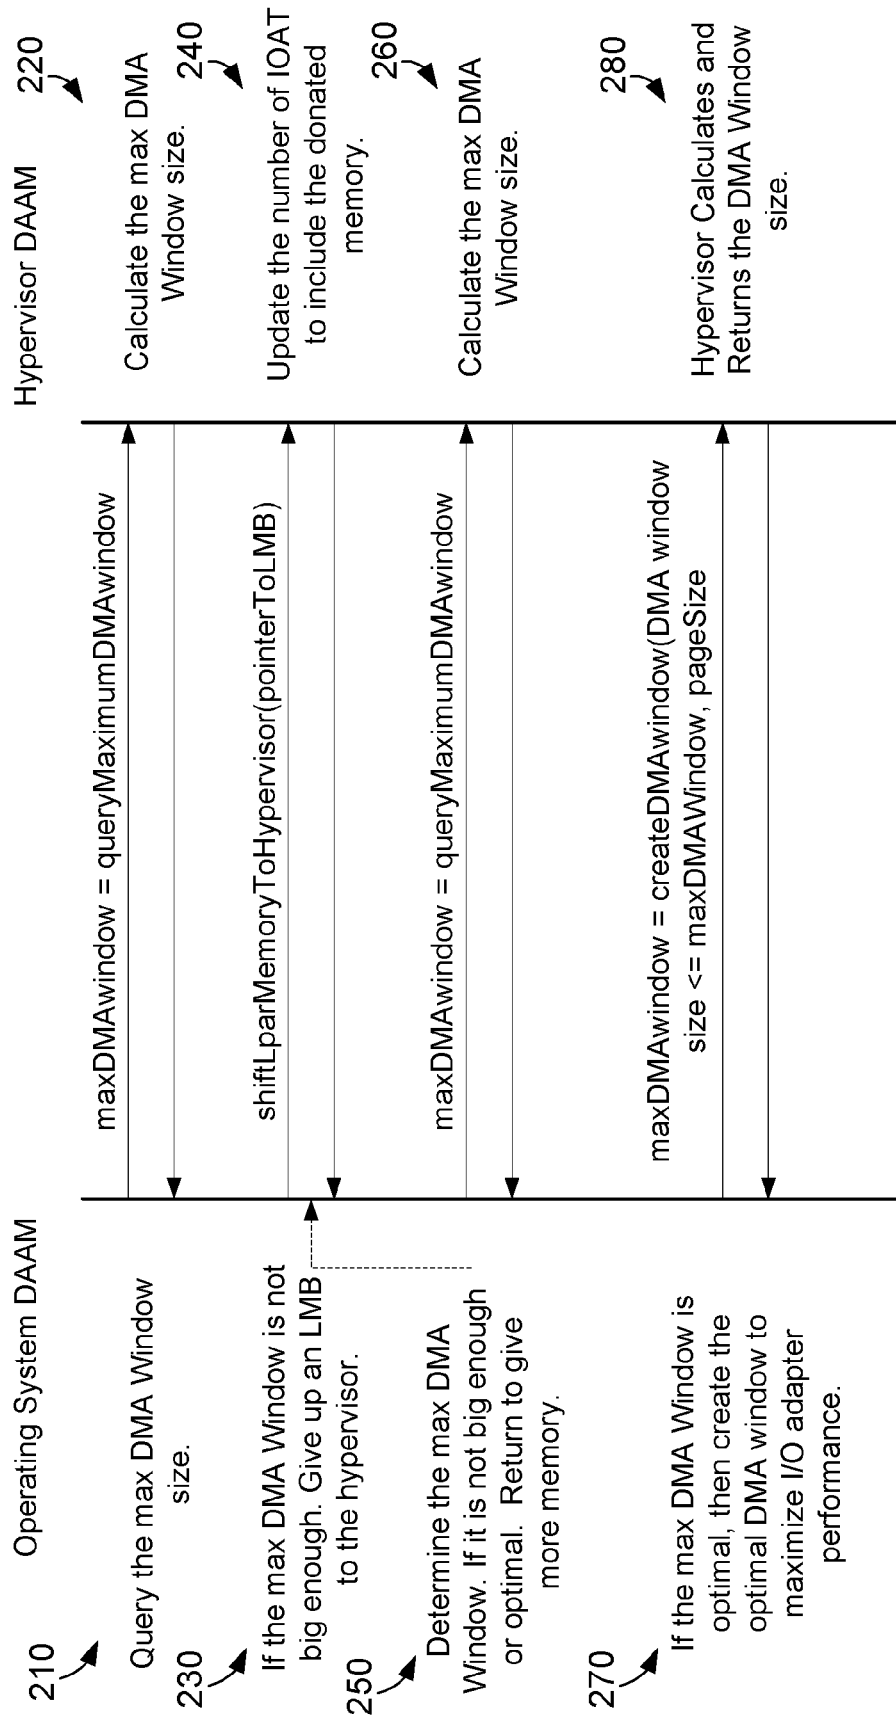 Operating System DAAM
Hypervisor DAAM
210
Query the max DMA Window
size.
maxDMAwindow = queryMaximumDMAwindow
220
Calculate the max DMA
Window size.
230
If the max DMA Window is not
big enough. Give up an LMB
to the hypervisor.
shiftLparMemoryToHypervisor(pointerToLMB)
240
Update the number of IOAT
to include the donated
memory.
250
Determine the max DMA
Window. If it is not big enough
or optimal. Return to give
more memory.
maxDMAwindow = queryMaximumDMAwindow
260
Calculate the max DMA
Window size.
270
If the max DMA Window is
optimal, then create the
optimal DMA window to
maximize I/O adapter
performance.
maxDMAwindow = createDMAwindow(DMA window
size <= maxDMAWindow, pageSize
280
Hypervisor Calculates and
Returns the DMA Window
size.